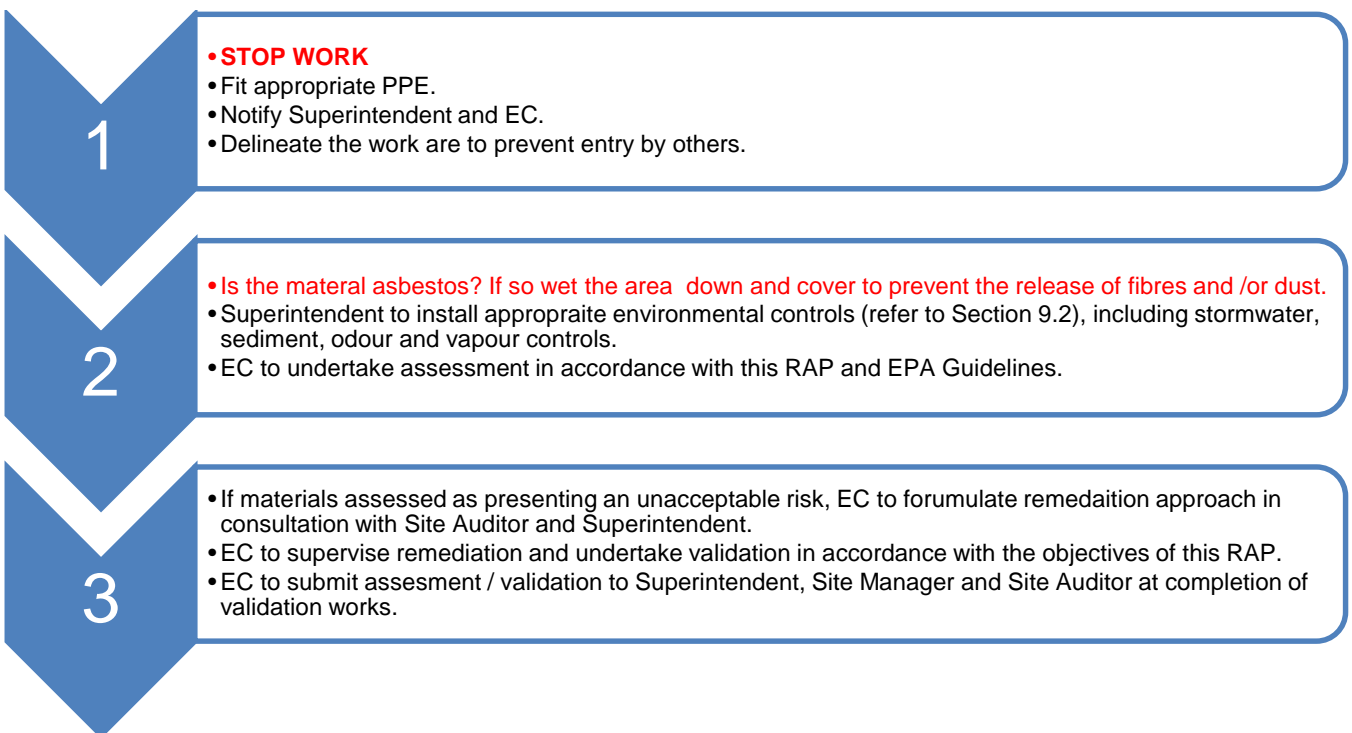 1
•STOP WORK
•Fit appropriate PPE.
•Notify Superintendent and EC.
•Delineate the work are to prevent entry by others.
2
•Is the materal asbestos? If so wet the area  down and cover to prevent the release of fibres and /or dust.
•Superintendent to install appropraite environmental controls (refer to Section 9.2), including stormwater,
sediment, odour and vapour controls.
•EC to undertake assessment in accordance with this RAP and EPA Guidelines.
3
•If materials assessed as presenting an unacceptable risk, EC to forumulate remedaition approach in
consultation with Site Auditor and Superintendent.
•EC to supervise remediation and undertake validation in accordance with the objectives of this RAP.
•EC to submit assesment / validation to Superintendent, Site Manager and Site Auditor at completion of
validation works.